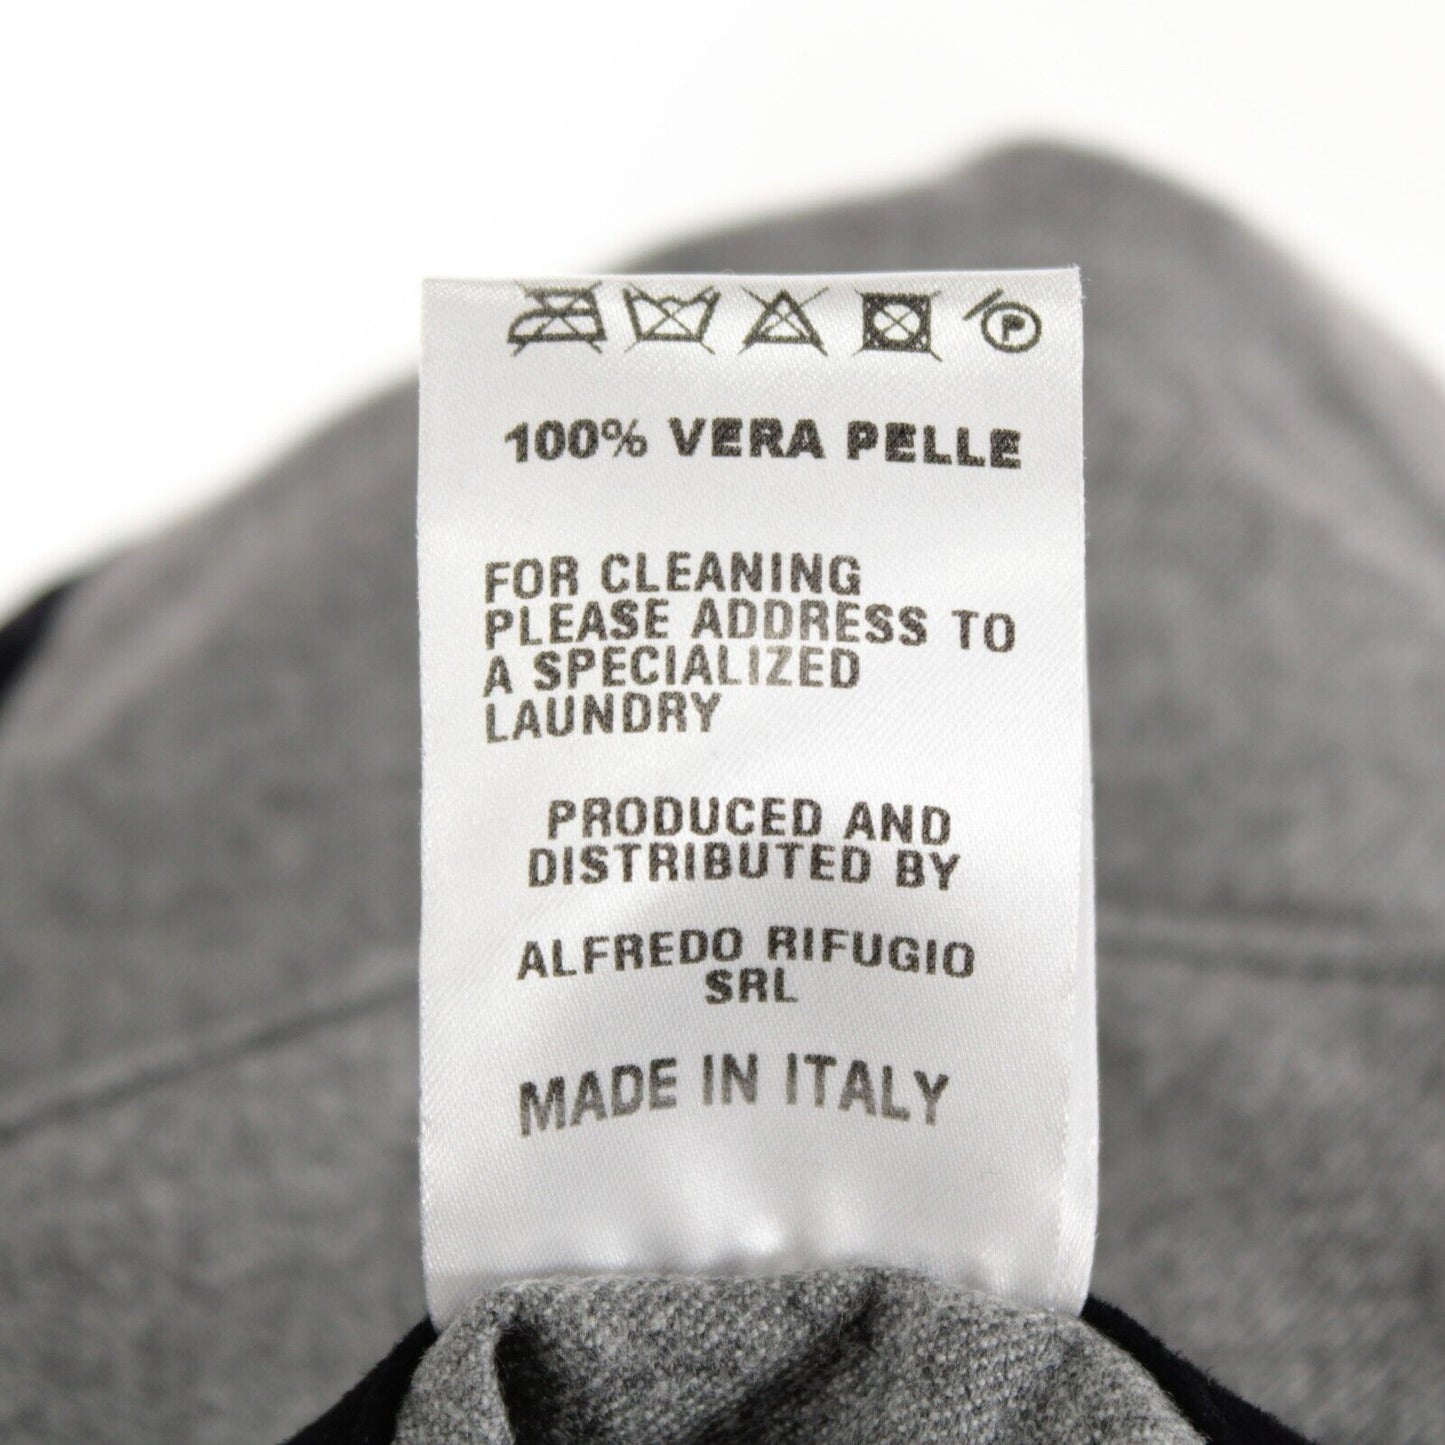 P
100% VERA PELLE
FOR CLEANING
PLEASE ADDRESS TO
A SPECIALIZED
LAUNDRY
PRODUCED AND
DISTRIBUTED BY
ALFREDO RIFUGIO
SRL
MADE IN ITALY